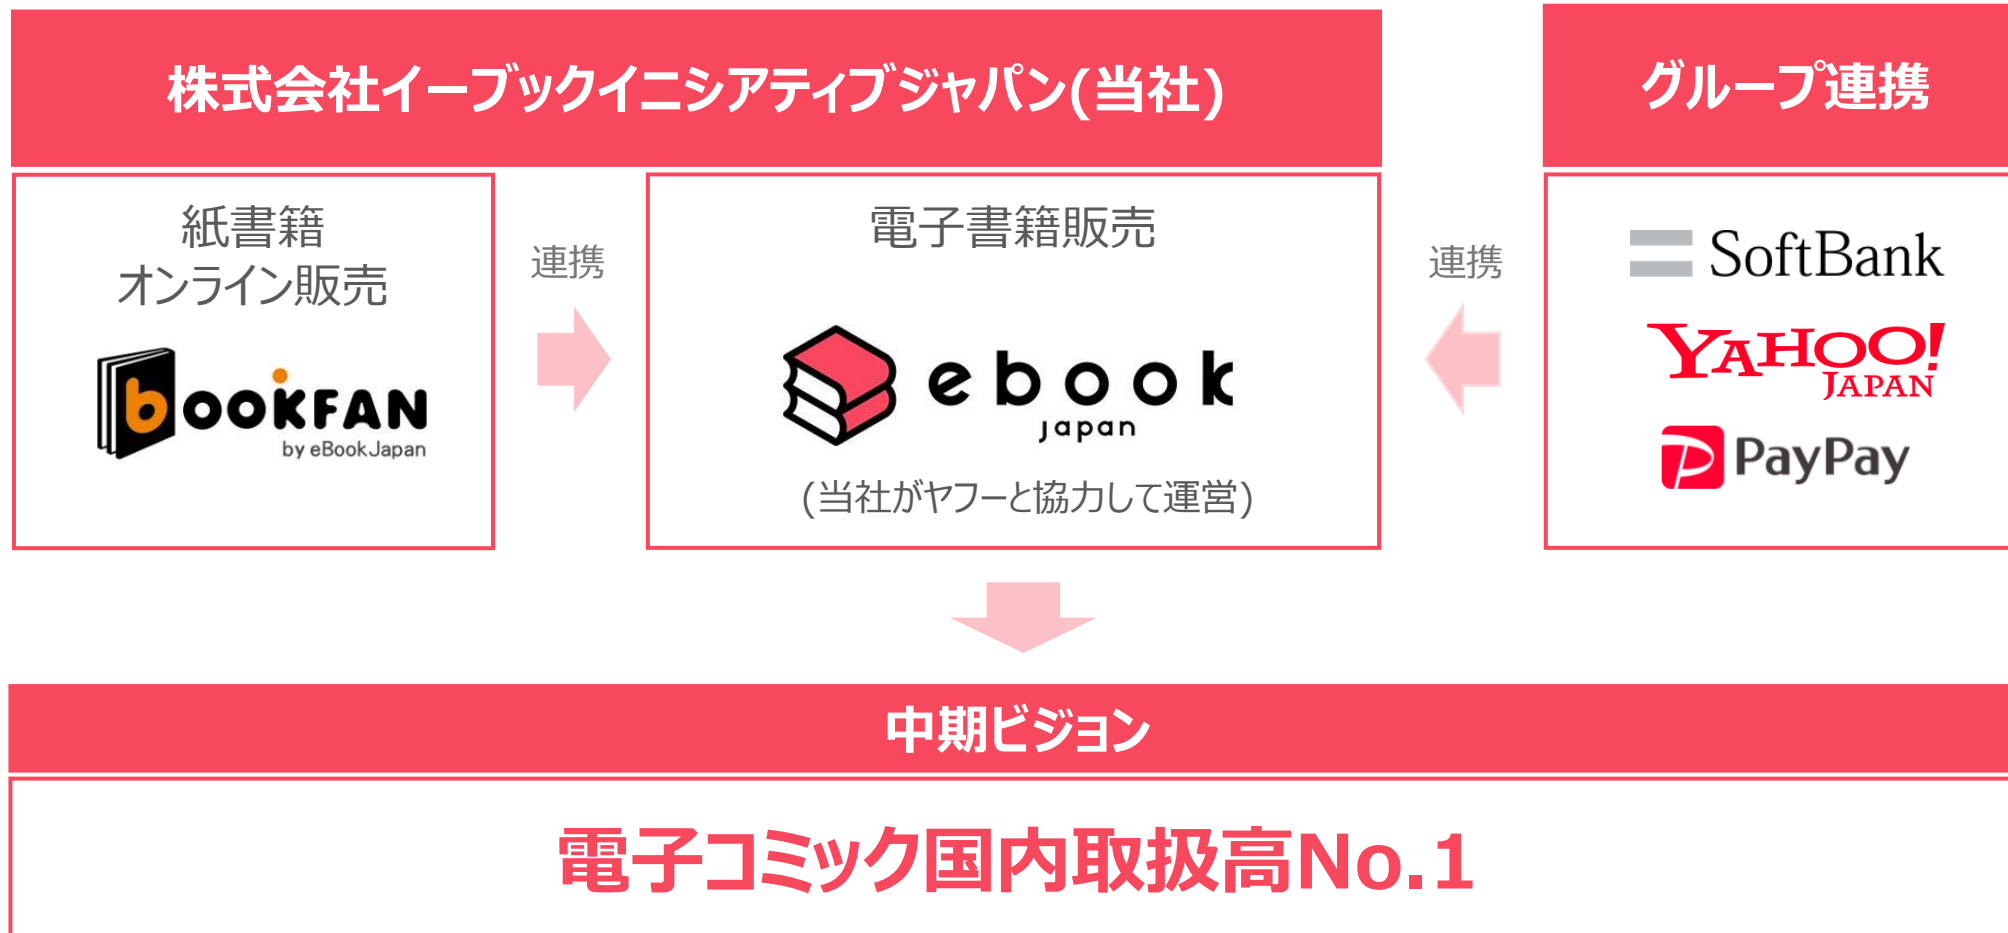 株式会社イーブックイニシアティブジャパン(当社)
グループ連携
紙書籍
オンライン販売
bookFAN
by eBookJapan
連携
電子書籍販売
ebook
japan
(当社がヤフーと協力して運営)
連携
SoftBank
YAHOO!
JAPAN
PayPay
中期ビジョン
電子コミック国内取扱高No.1